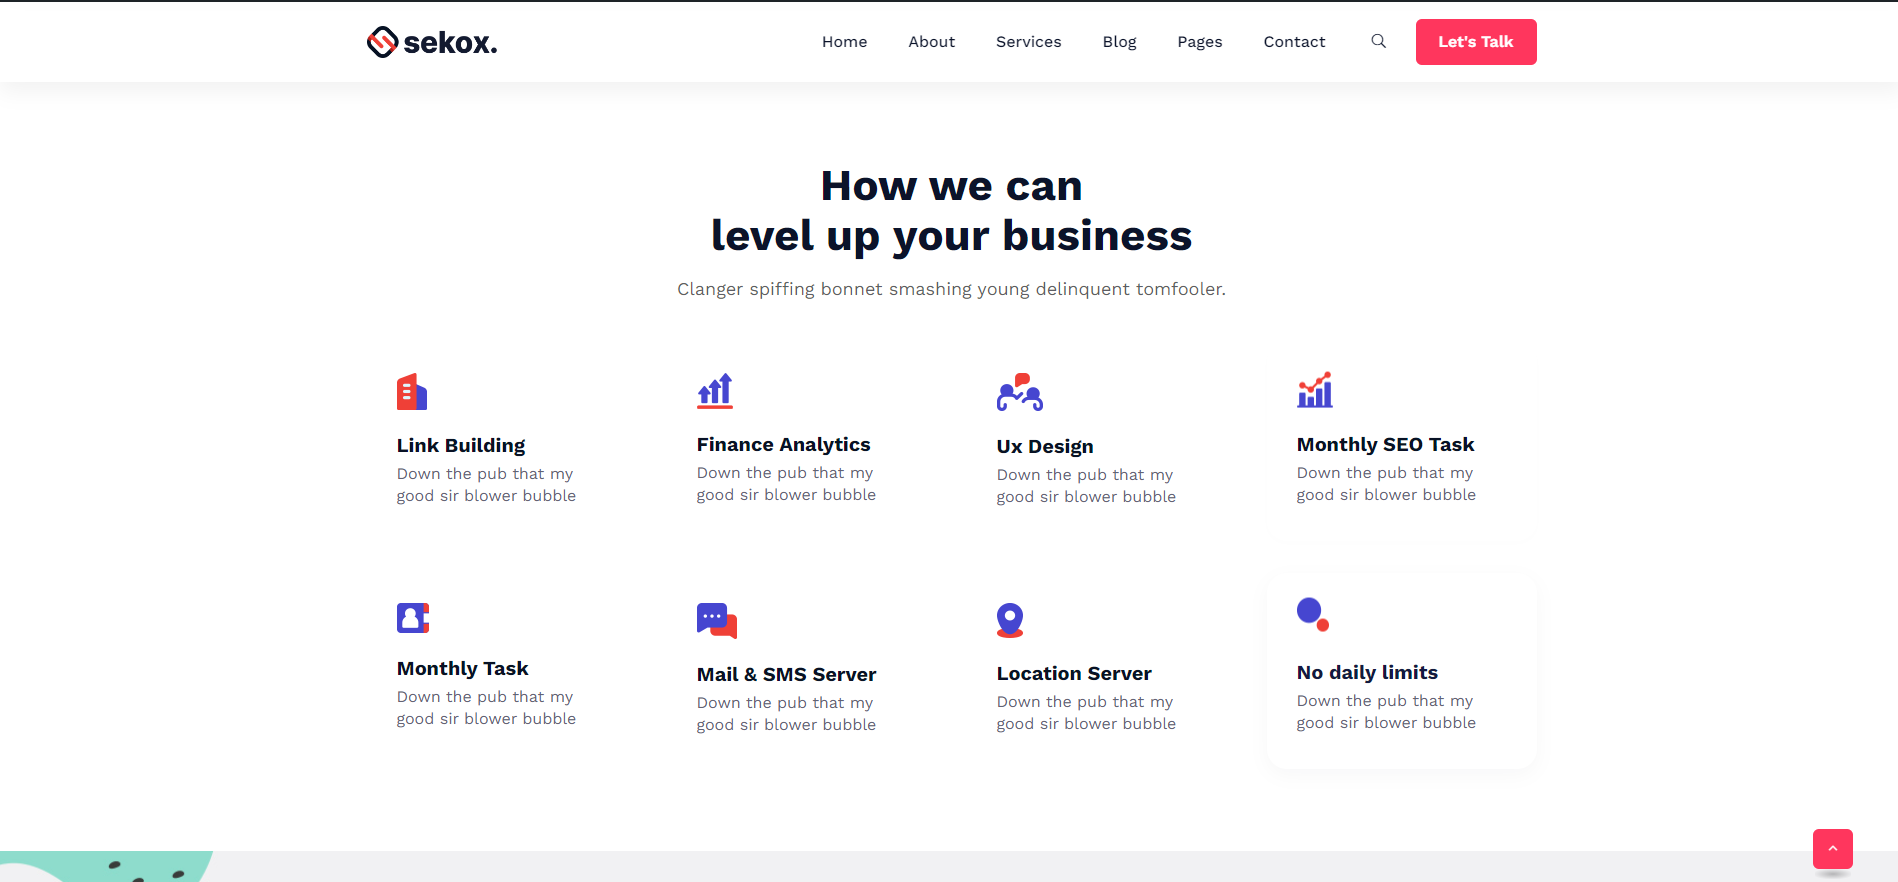 sekox.
Home About Services Blog Pages Contact Let's Talk
How we can
level up your business
Clanger spiffing bonnet smashing young delinquent tomfooler.
Link Building
Down the pub that my
good sir blower bubble
Finance Analytics
Down the pub that my
good sir blower bubble
Ux Design
Down the pub that my
good sir blower bubble
Monthly SEO Task
Down the pub that my
good sir blower bubble
Monthly Task
Down the pub that my
good sir blower bubble
Mail & SMS Server
Down the pub that my
good sir blower bubble
Location Server
Down the pub that my
good sir blower bubble
No daily limits
Down the pub that my
good sir blower bubble